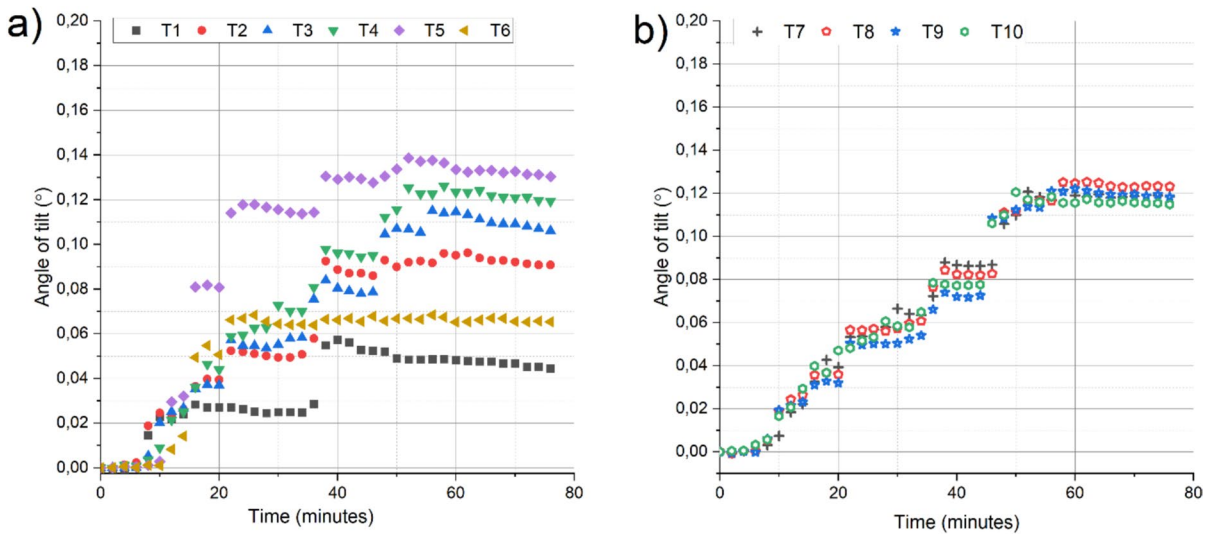 a)
T1 T2 T3 T4 T5 T6
0,20
0,18
0,16
0,14
0,12
0,10
0,08
0,06
0,04
0,02
0,00
Angle of tilt (°)
0 20 40 60 80
Time (minutes)
b)
T7 T8 T9 T10
0,20
0,18
0,16
0,14
0,12
0,10
0,08
0,06
0,04
0,02
0,00
Angle of tilt (°)
0 20 40 60 80
Time (minutes)